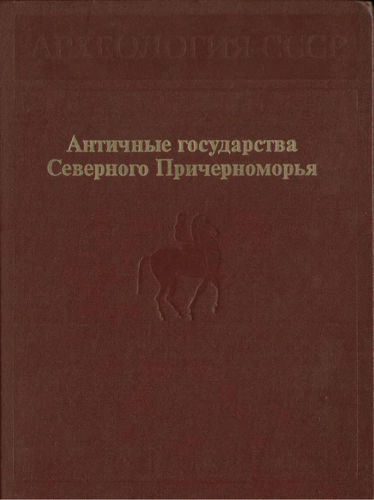 АРХЕОЛОГИЯ СССР
Античные государства
Северного Причерноморья